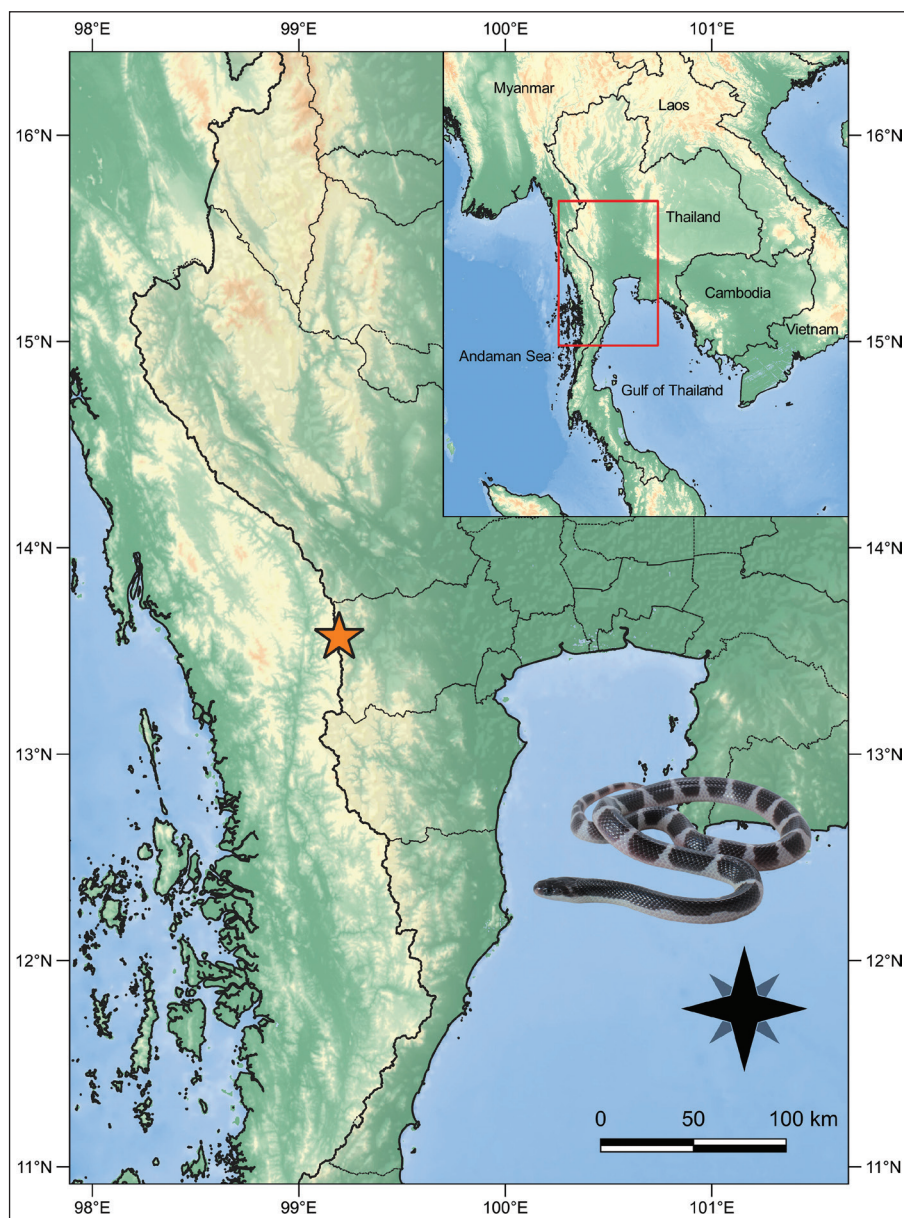 98°E 99°E 100°E 101°E
Myanmar
Laos
16°N 16°N
Thailand
Cambodia
15°N 15°N
Vietnam
Andaman Sea
Gulf of Thailand
14°N 14°N
13°N 13°N
12°N 12°N
0 50 100 km
11°N 11°N
98°E 99°E 100°E 101°E